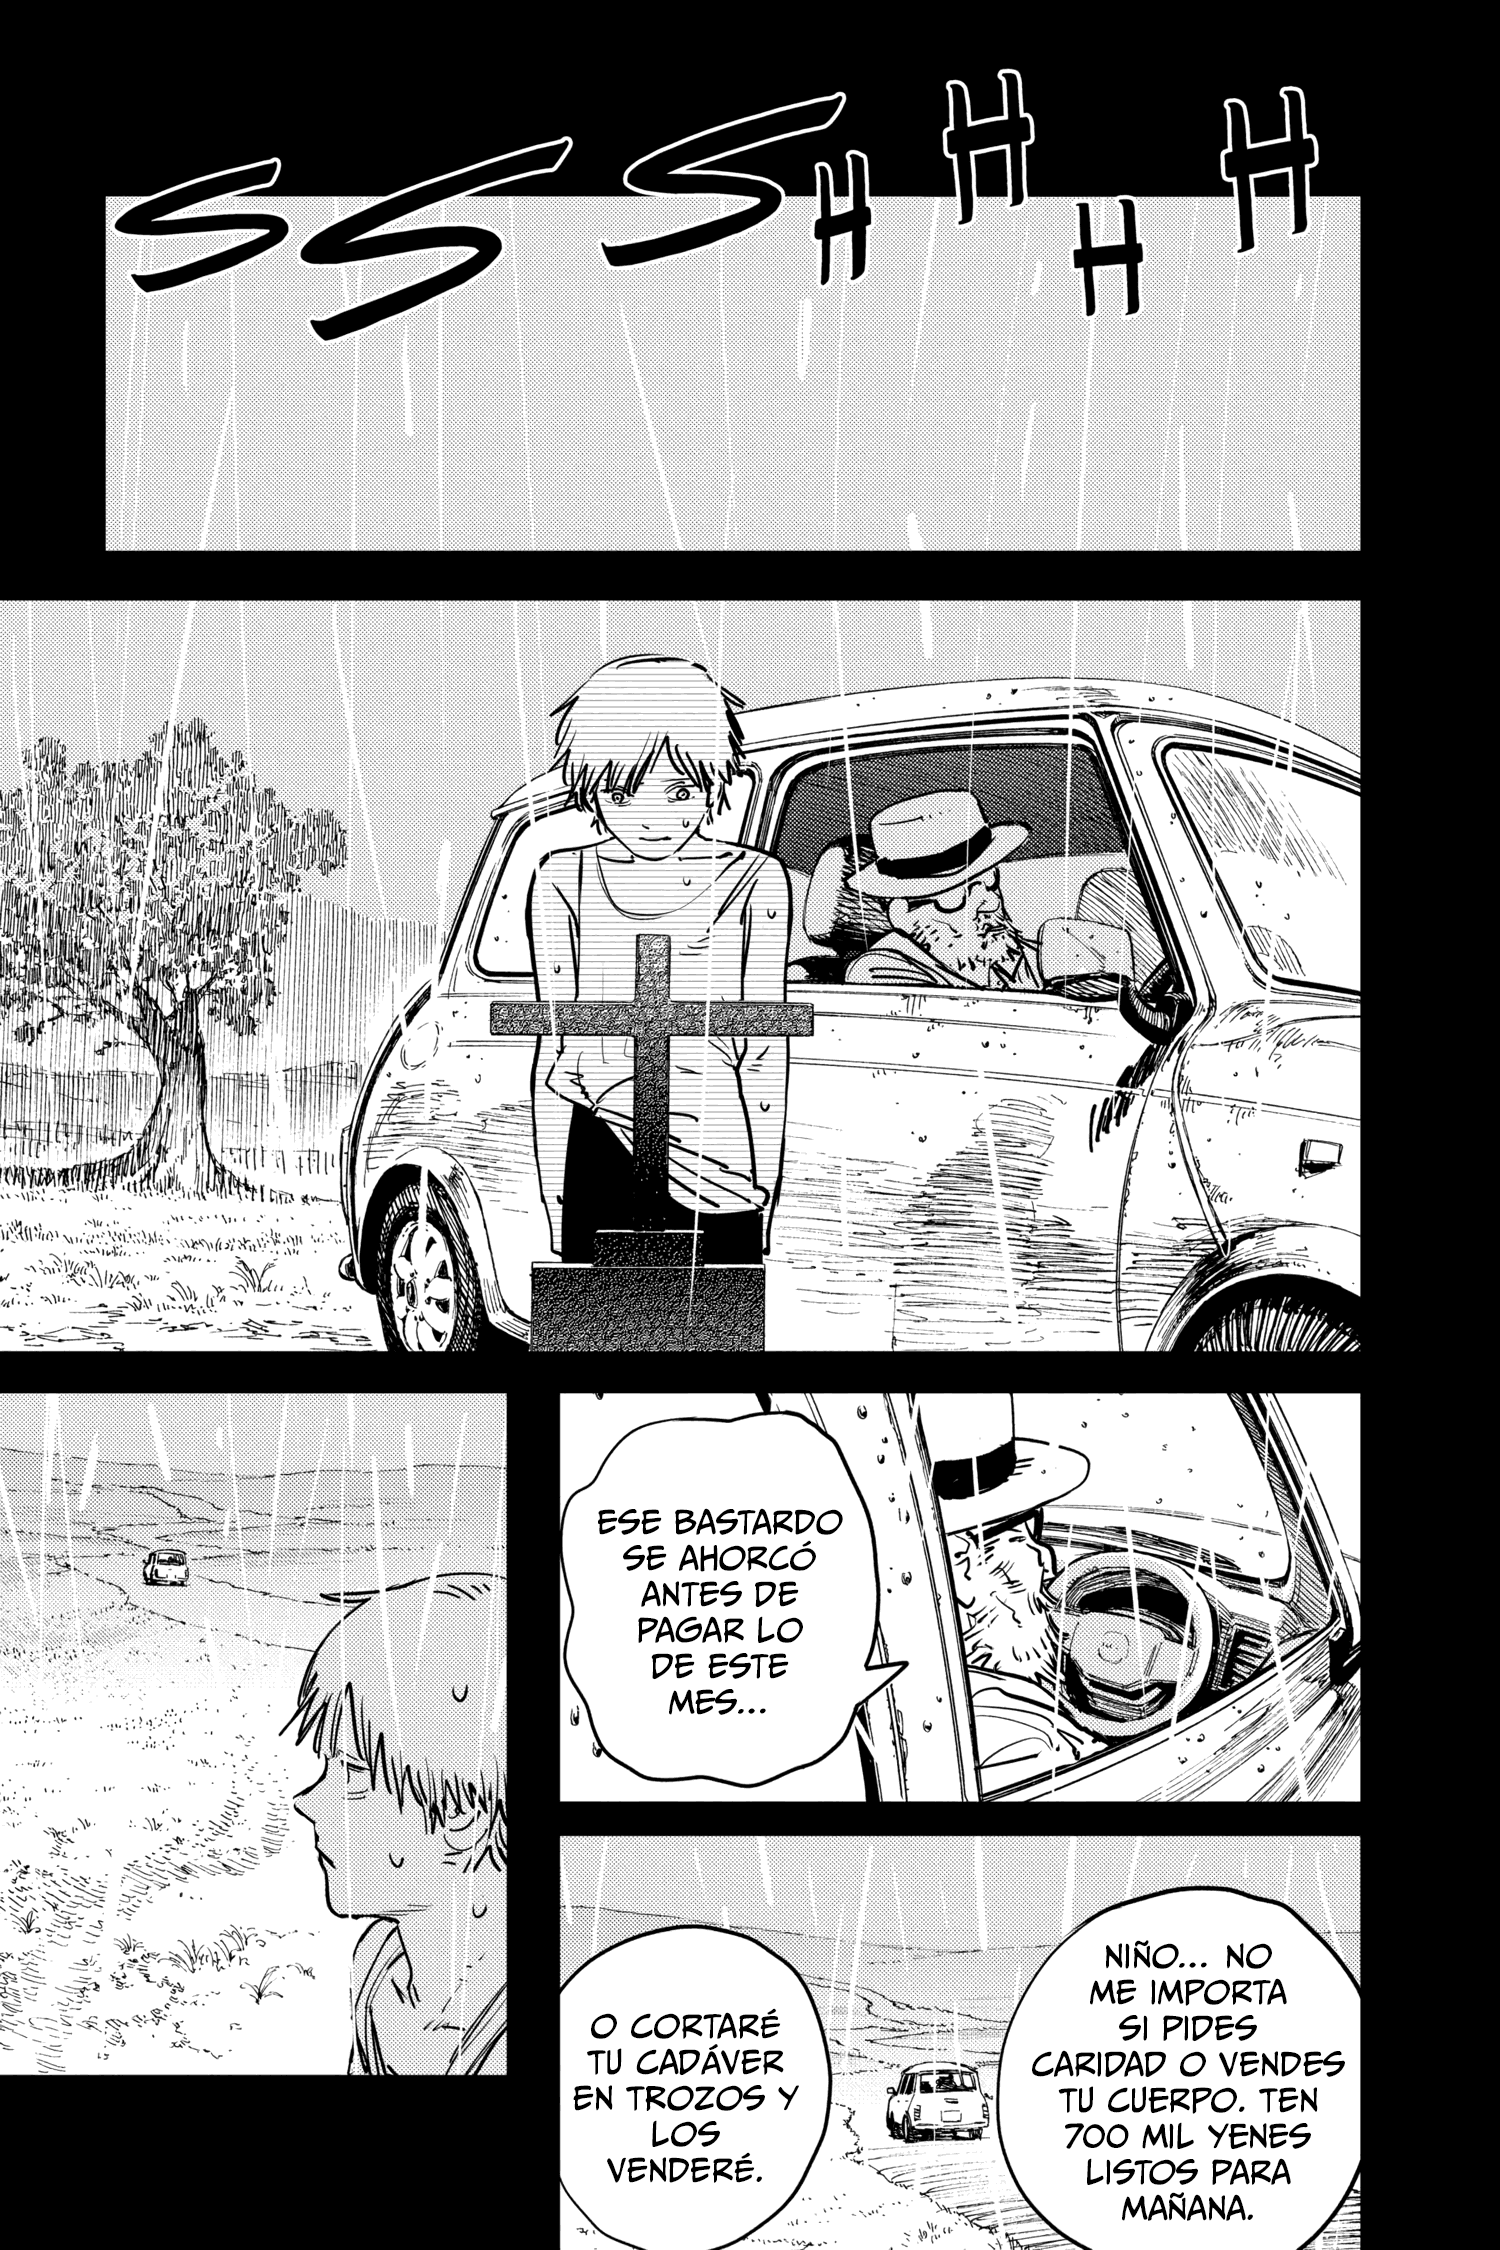 SSSHHHH
ESE BASTARDO
SE AHORCÓ
ANTES DE
PAGAR LO
DE ESTE
MES...
NIÑO... NO
ME IMPORTA
SI PIDES
CARIDAD O VENDES
TU CUERPO. TEN
700 MIL YENES
LISTOS PARA
MAÑANA.
O CORTARÉ
TU CADÁVER
EN TROZOS Y
LOS
VENDERÉ.